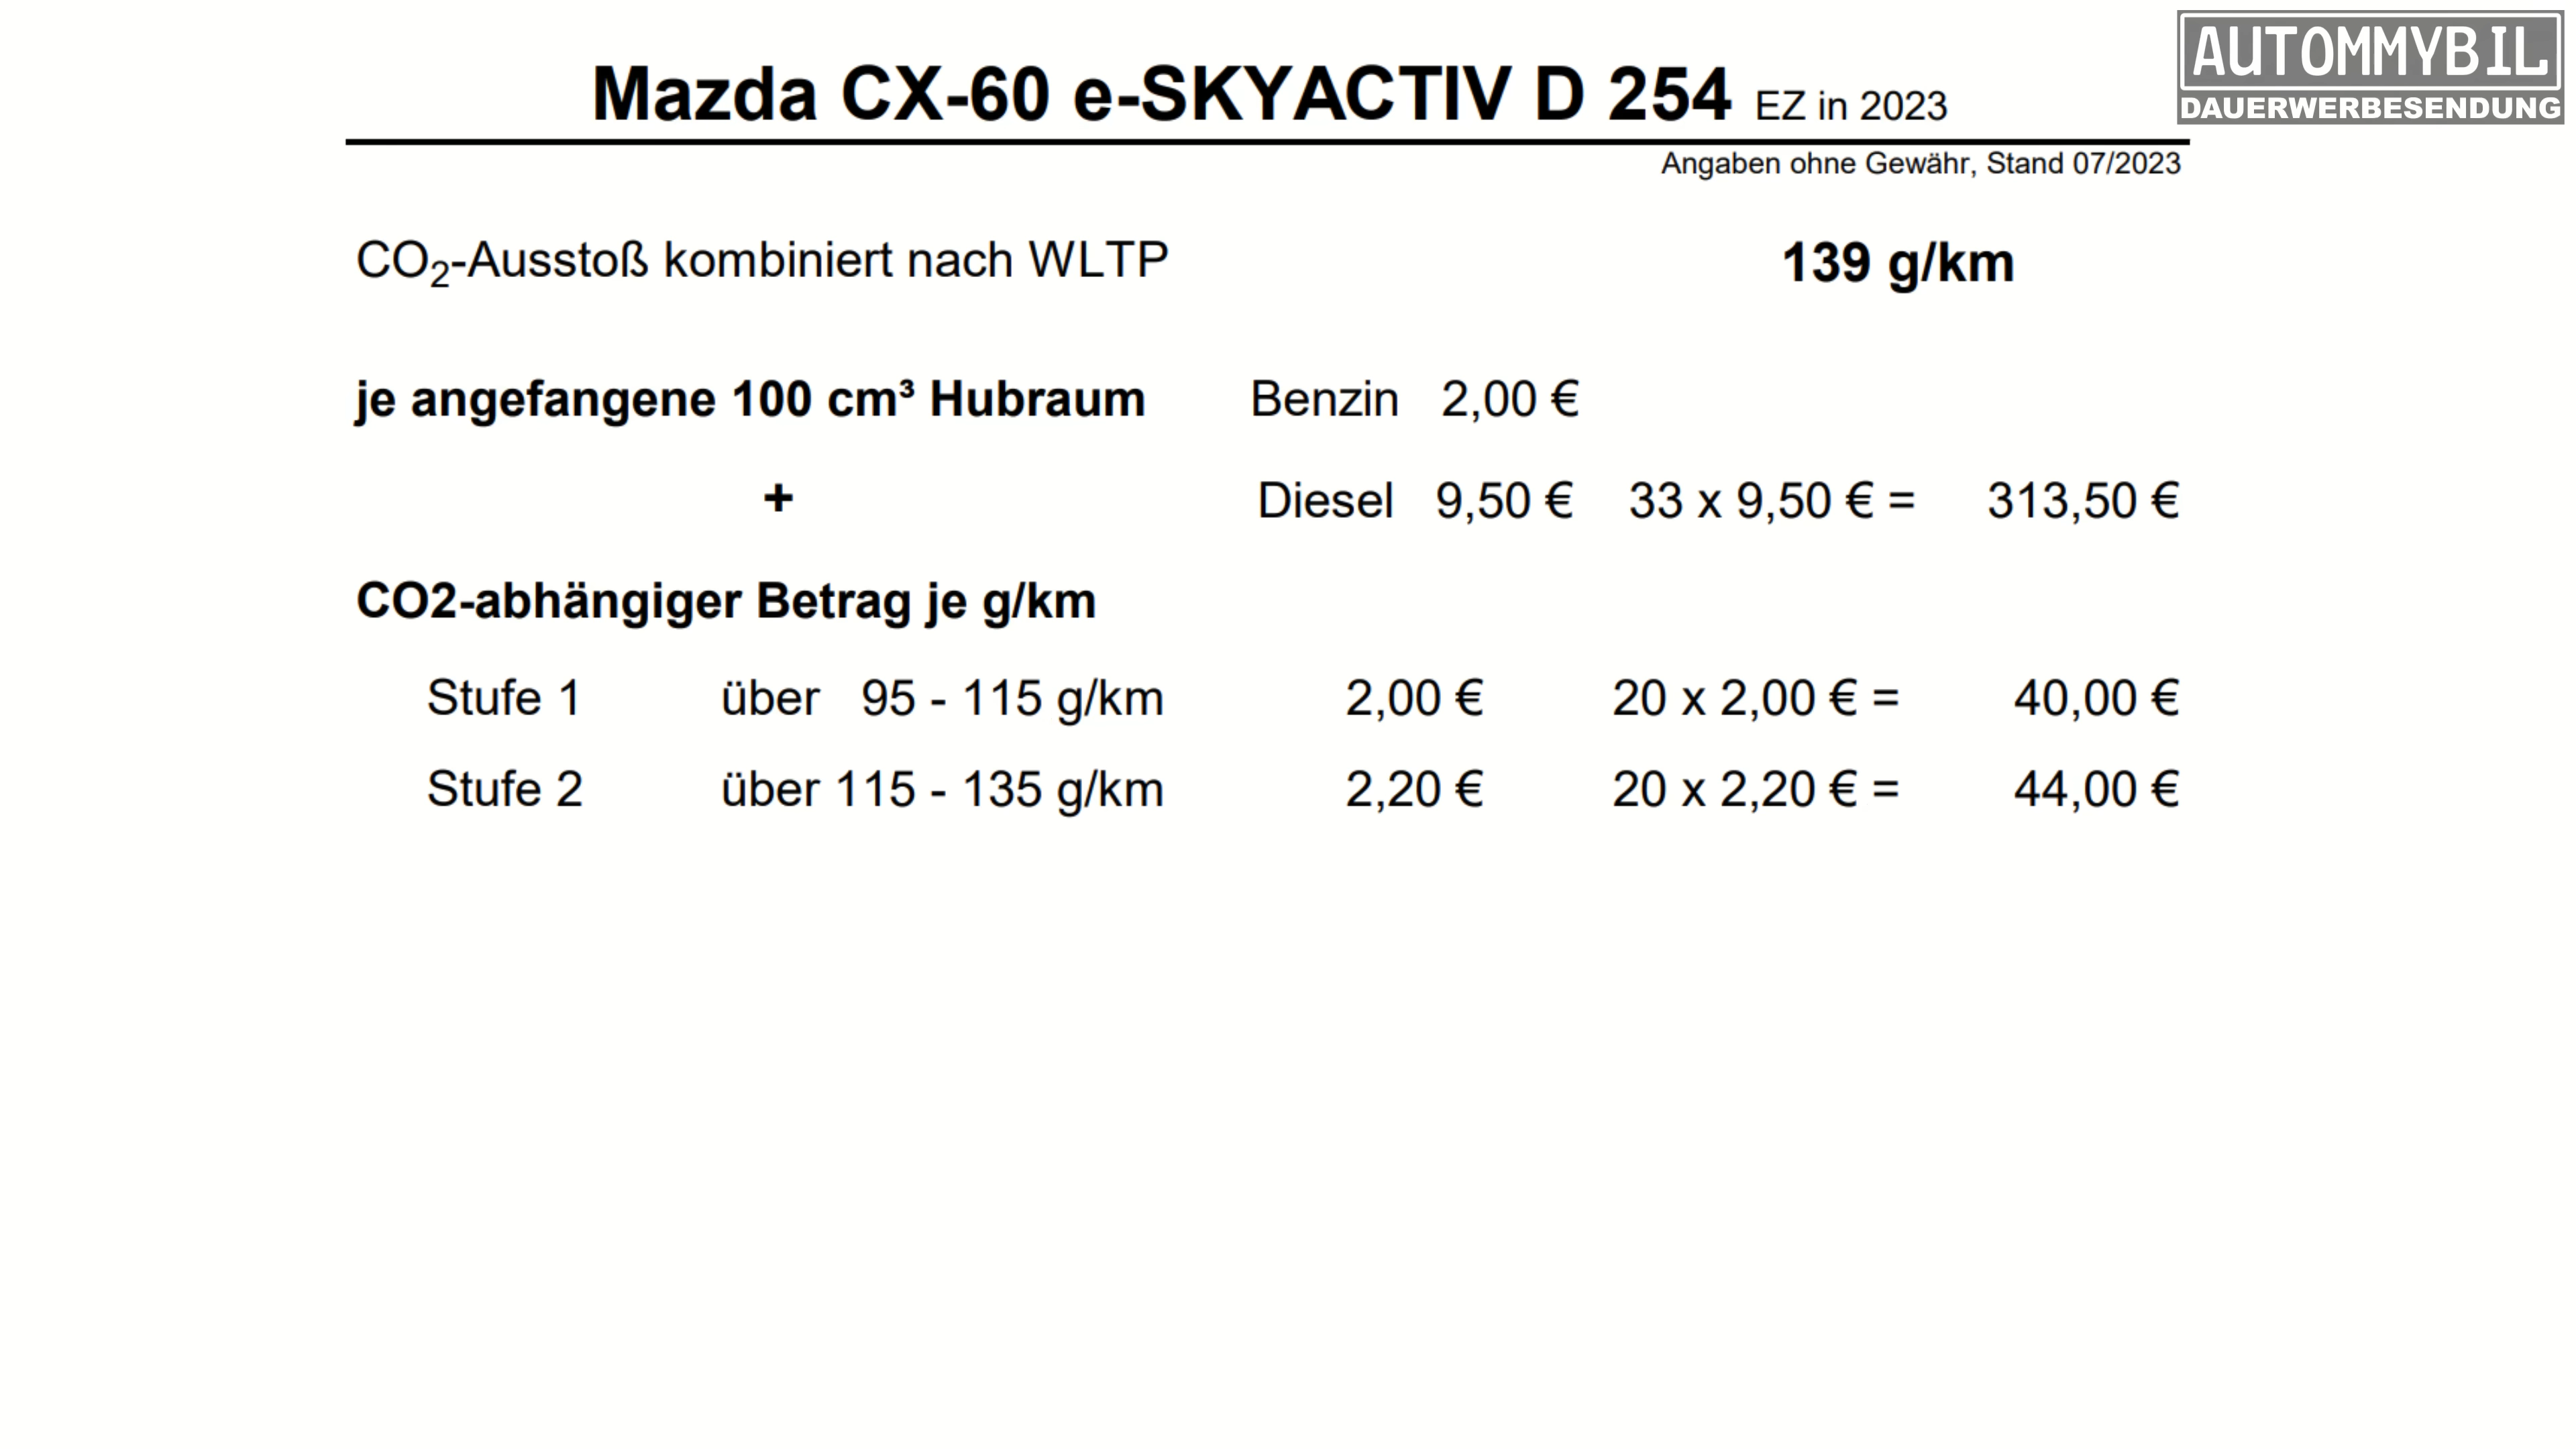 AUTOMMYBIL
DAUERWERBESENDUNG
Mazda CX-60 e-SKYACTIV D 254 EZ in 2023
Angaben ohne Gewähr, Stand 07/2023
CO₂-Ausstoß kombiniert nach WLTP 139 g/km
je angefangene 100 cm³ Hubraum Benzin 2,00 €
+ Diesel 9,50 € 33 x 9,50 € = 313,50 €
CO2-abhängiger Betrag je g/km
Stufe 1 über 95 - 115 g/km 2,00 € 20 x 2,00 € = 40,00 €
Stufe 2 über 115 - 135 g/km 2,20 € 20 x 2,20 € = 44,00 €